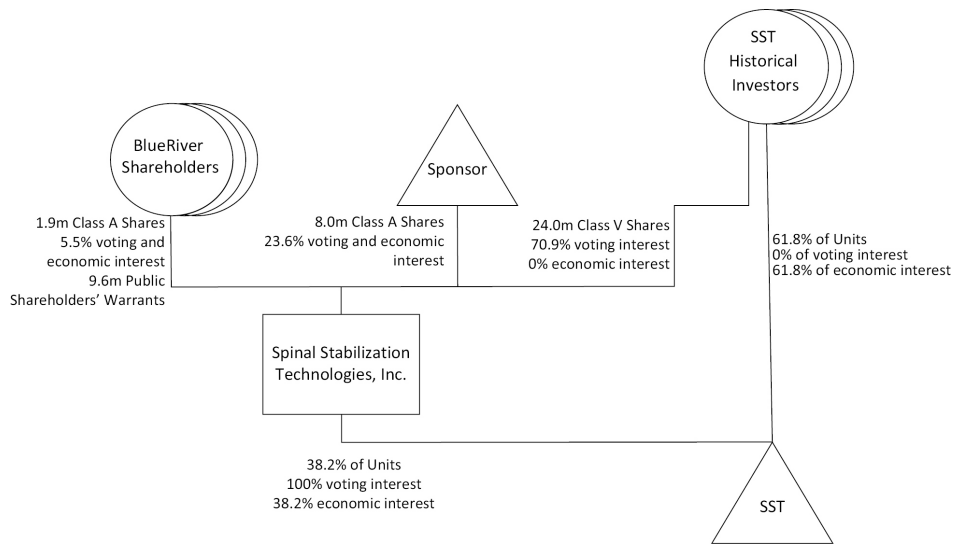 SST
Historical
Investors
BlueRiver
Shareholders
Sponsor
1.9m Class A Shares
5.5% voting and
economic interest
9.6m Public
Shareholders’ Warrants
8.0m Class A Shares
23.6% voting and economic
interest
24.0m Class V Shares
70.9% voting interest
0% economic interest
61.8% of Units
0% of voting interest
61.8% of economic interest
Spinal Stabilization
Technologies, Inc.
38.2% of Units
100% voting interest
38.2% economic interest
SST